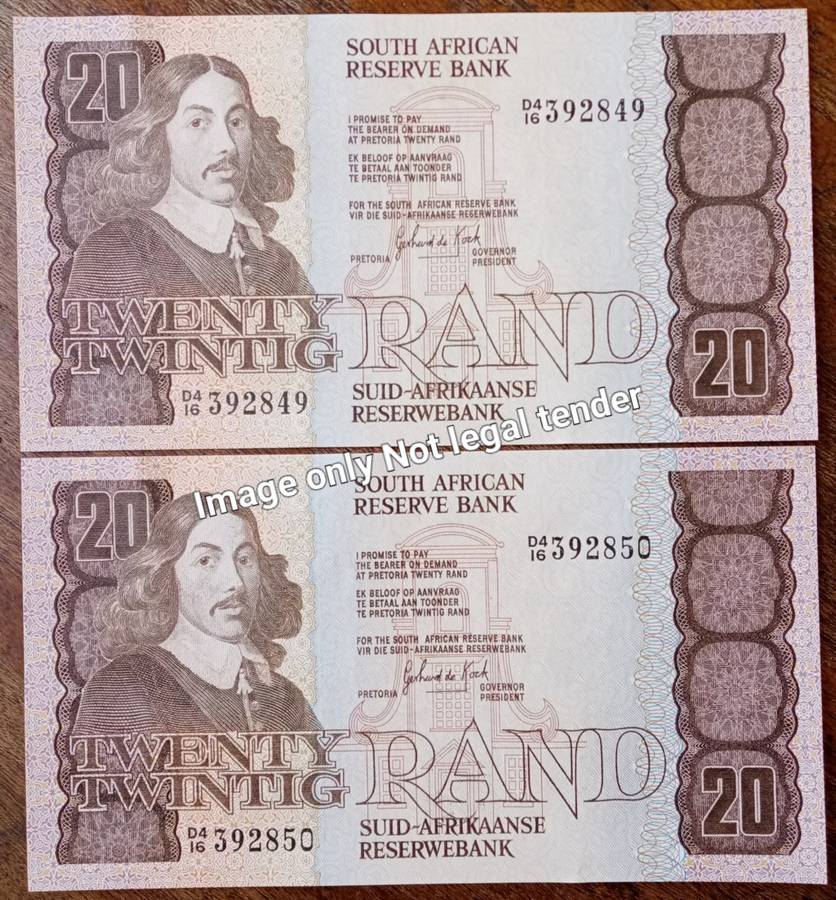 20
SOUTH AFRICAN
RESERVE BANK
D4
16 392849
I PROMISE TO PAY
THE BEARER ON DEMAND
AT PRETORIA TWENTY RAND
EK BELOOF OP AANVRAAG
TE BETAAL AAN TOONDER
TE PRETORIA TWINTIG RAND
FOR THE SOUTH AFRICAN RESERVE BANK
VIR DIE SUID-AFRIKAANSE RESERWEBANK
Gerhard de Kock
PRETORIA GOVERNOR
PRESIDENT
TWENTY
TWINTIG RAND
20
D4
16 392849
SUID-AFRIKAANSE
RESERWEBANK
Image only Not legal tender
20
SOUTH AFRICAN
RESERVE BANK
D4
16 392850
I PROMISE TO PAY
THE BEARER ON DEMAND
AT PRETORIA TWENTY RAND
EK BELOOF OP AANVRAAG
TE BETAAL AAN TOONDER
TE PRETORIA TWINTIG RAND
FOR THE SOUTH AFRICAN RESERVE BANK
VIR DIE SUID-AFRIKAANSE RESERWEBANK
Gerhard de Kock
PRETORIA GOVERNOR
PRESIDENT
TWENTY
TWINTIG RAND
20
D4
16 392850
SUID-AFRIKAANSE
RESERWEBANK